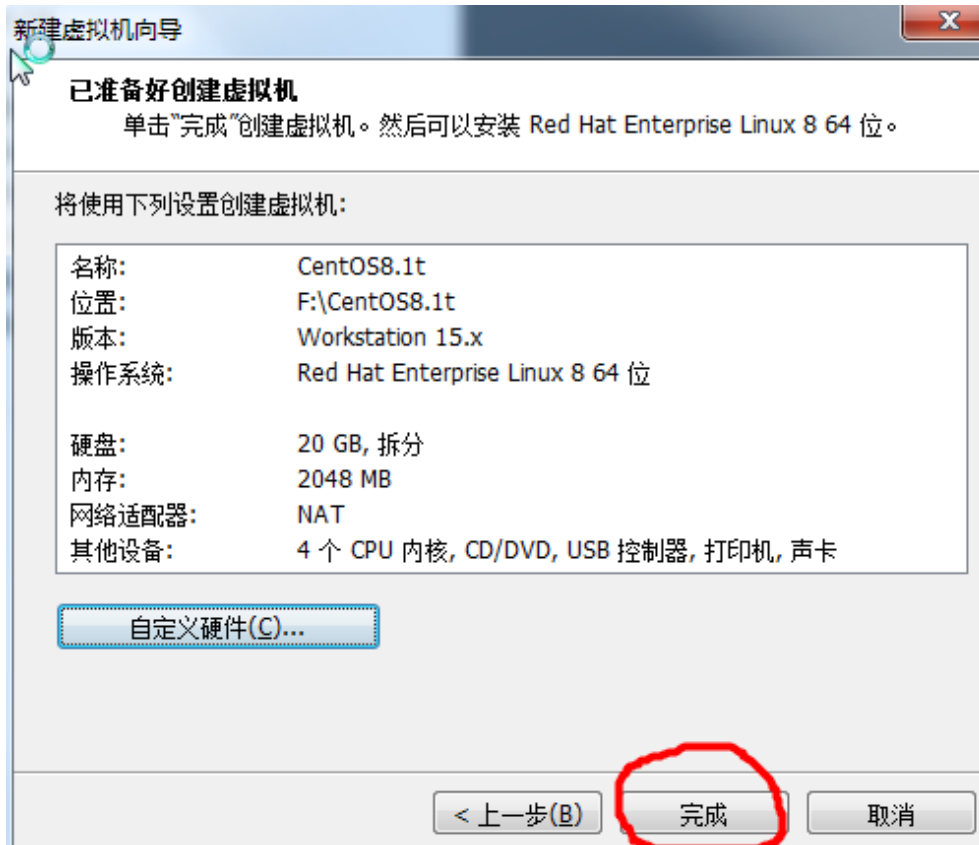 新建虚拟机向导
已准备好创建虚拟机
单击"完成"创建虚拟机。然后可以安装 Red Hat Enterprise Linux 8 64 位。
将使用下列设置创建虚拟机:
名称: CentOS8.1t
位置: F:\CentOS8.1t
版本: Workstation 15.x
操作系统: Red Hat Enterprise Linux 8 64 位
硬盘: 20 GB, 拆分
内存: 2048 MB
网络适配器: NAT
其他设备: 4 个 CPU 内核, CD/DVD, USB 控制器, 打印机, 声卡
自定义硬件(C)...
< 上一步(B) 完成 取消